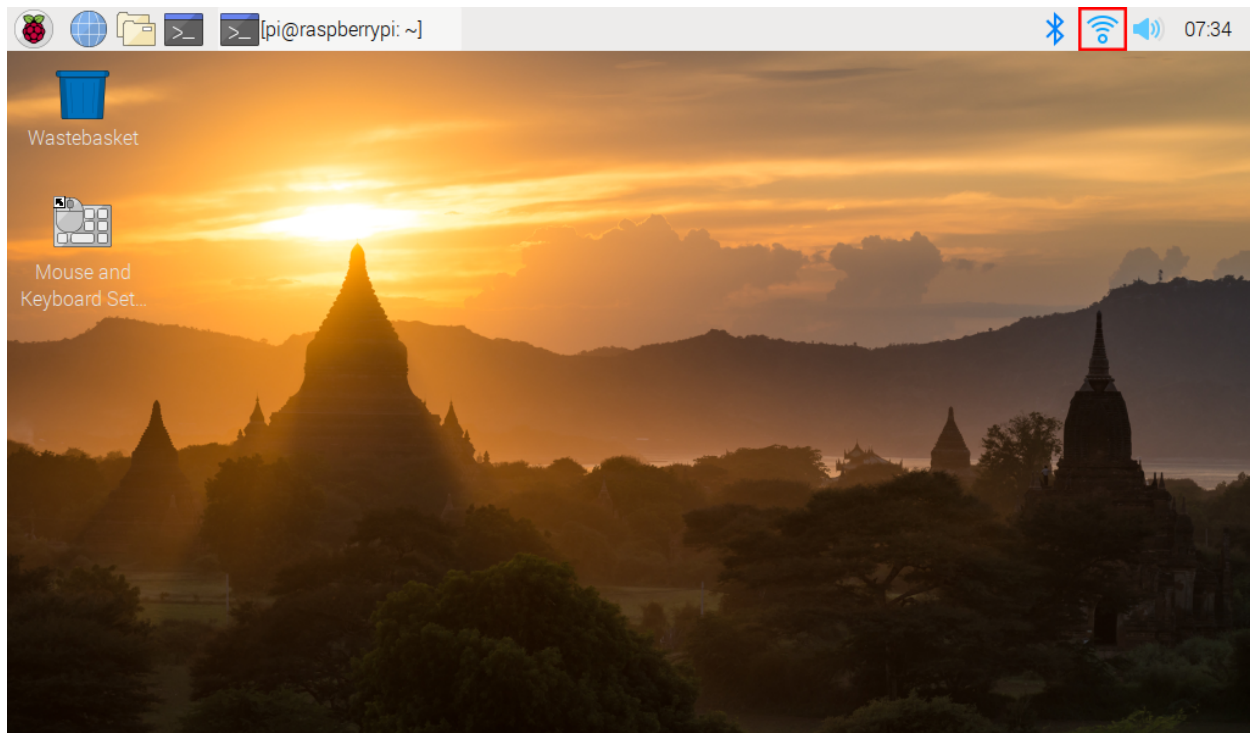 [pi@raspberrypi: ~]
07:34
Wastebasket
Mouse and
Keyboard Set...